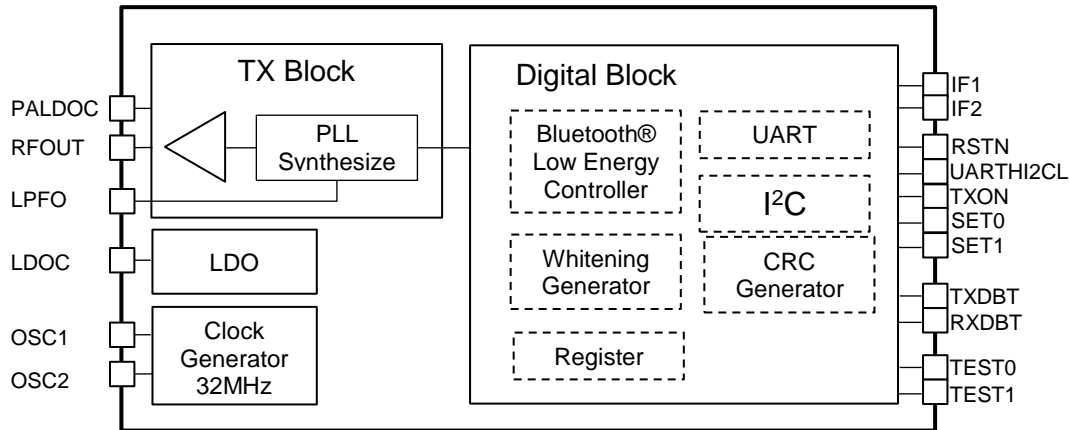 TX Block
PALDOC
RFOUT
LPFO
LDOC
OSC1
OSC2
PLL
Synthesize
LDO
Clock
Generator
32MHz
Digital Block
Bluetooth®
Low Energy
Controller
UART
I²C
Whitening
Generator
CRC
Generator
Register
IF1
IF2
RSTN
UARTHI2CL
TXON
SET0
SET1
TXDBT
RXDBT
TEST0
TEST1